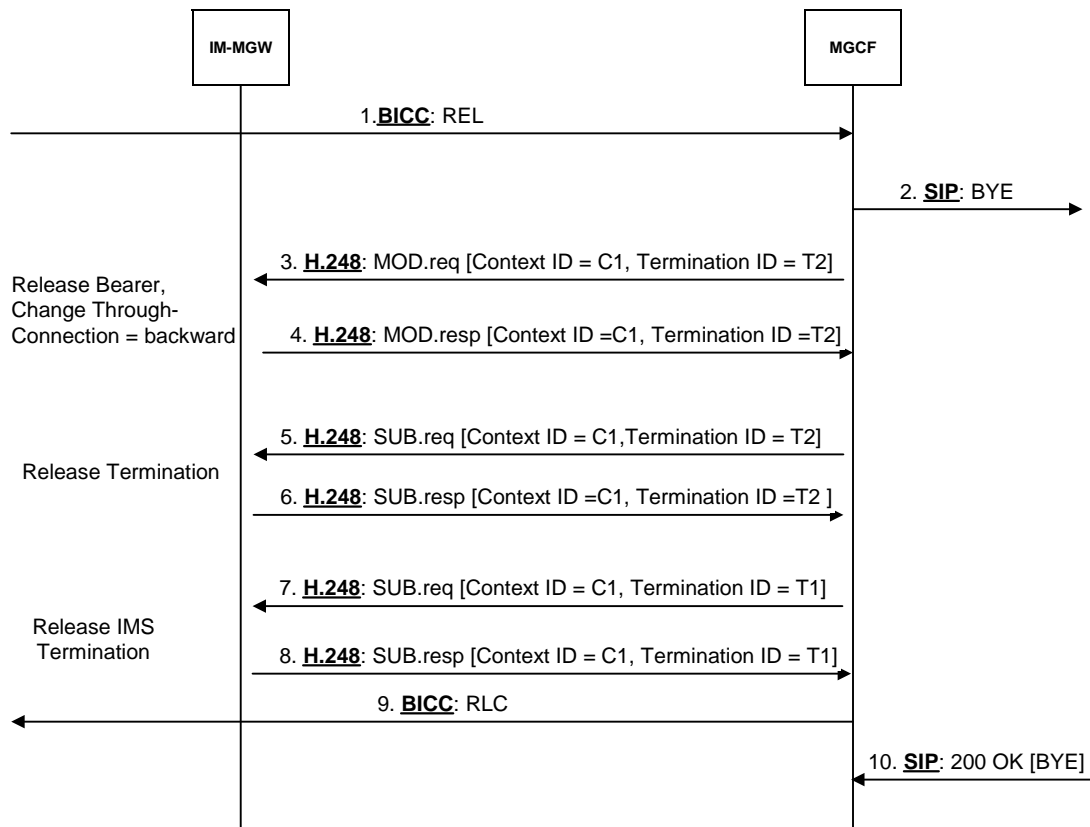 IM-MGW
MGCF
1.BICC: REL
2. SIP: BYE
3. H.248: MOD.req [Context ID = C1, Termination ID = T2]
Release Bearer,
Change Through-
Connection = backward
4. H.248: MOD.resp [Context ID =C1, Termination ID =T2]
5. H.248: SUB.req [Context ID = C1,Termination ID = T2]
Release Termination
6. H.248: SUB.resp [Context ID =C1, Termination ID =T2 ]
7. H.248: SUB.req [Context ID = C1, Termination ID = T1]
Release IMS
Termination
8. H.248: SUB.resp [Context ID = C1, Termination ID = T1]
9. BICC: RLC
10. SIP: 200 OK [BYE]